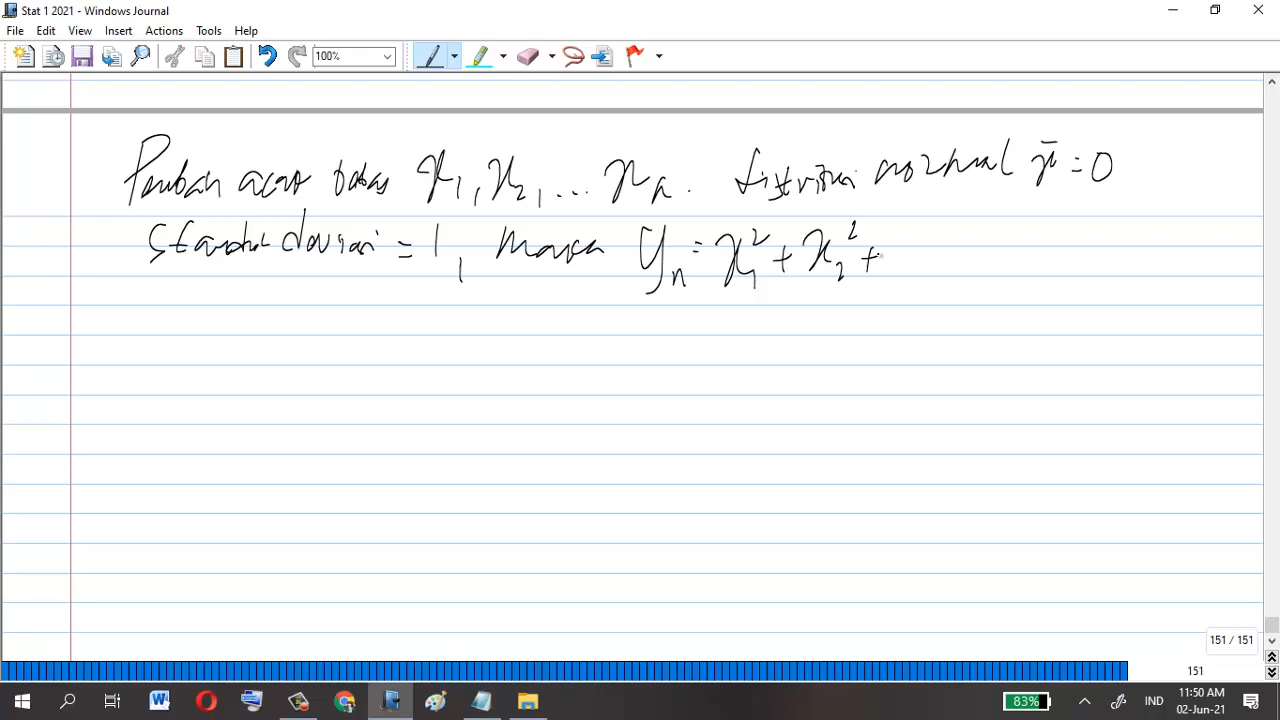 Stat 1 2021 - Windows Journal
File Edit View Insert Actions Tools Help
100%
Peubah acak bebas x₁, x₂, ... xₙ. distribusi normal x̄ = 0
Standar deviasi = 1, maka yₙ = x₁² + x₂² +
151 / 151
151
83% IND 11:50 AM
02-Jun-21